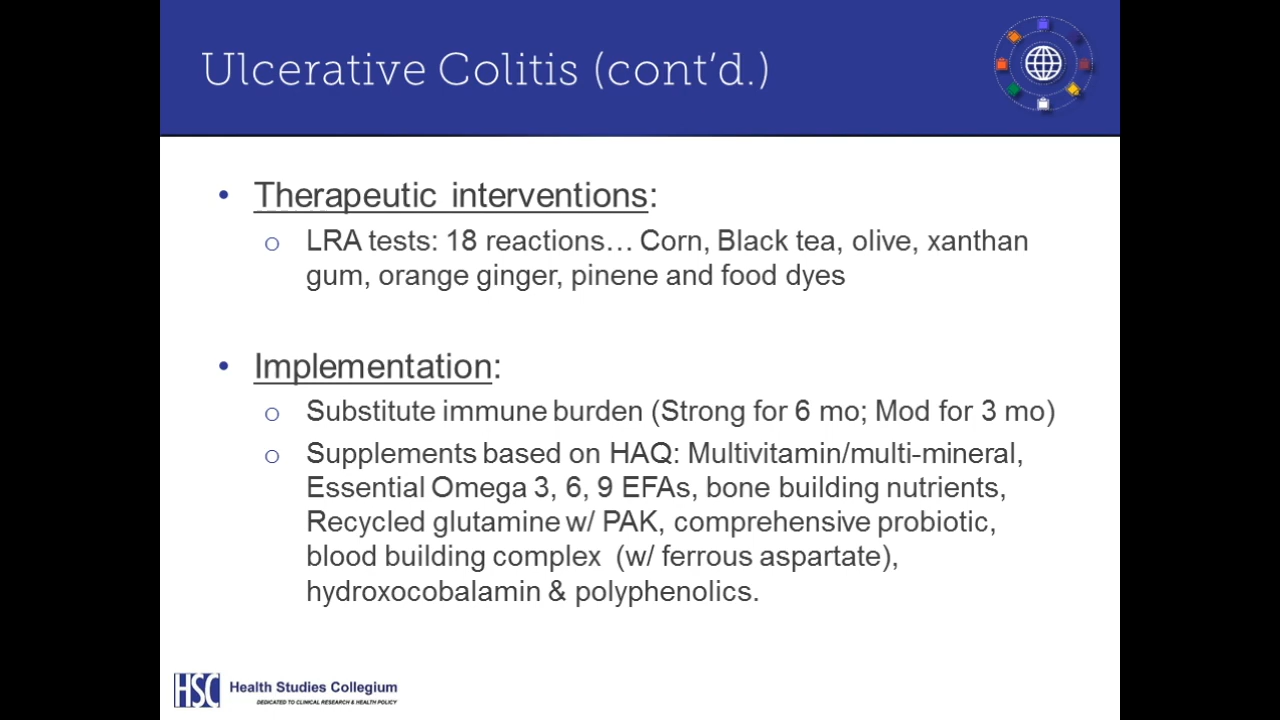 Ulcerative Colitis (cont'd.)
• Therapeutic interventions:
o LRA tests: 18 reactions… Corn, Black tea, olive, xanthan
gum, orange ginger, pinene and food dyes
• Implementation:
o Substitute immune burden (Strong for 6 mo; Mod for 3 mo)
o Supplements based on HAQ: Multivitamin/multi-mineral,
Essential Omega 3, 6, 9 EFAs, bone building nutrients,
Recycled glutamine w/ PAK, comprehensive probiotic,
blood building complex (w/ ferrous aspartate),
hydroxocobalamin & polyphenolics.
HSC Health Studies Collegium
DEDICATED TO CLINICAL RESEARCH & HEALTH POLICY